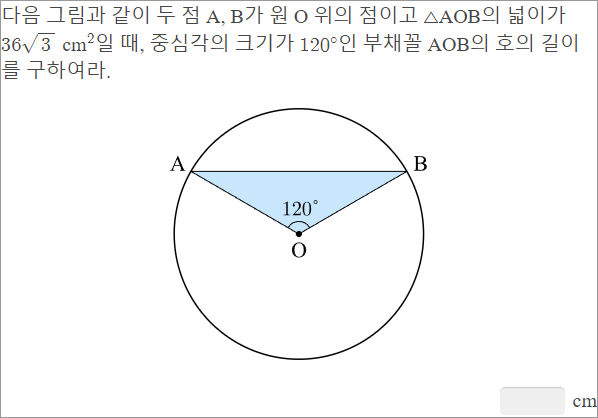 다음 그림과 같이 두 점 A, B가 원 O 위의 점이고 △AOB의 넓이가
36√3 cm²일 때, 중심각의 크기가 120°인 부채꼴 AOB의 호의 길이
를 구하여라.
A
B
120°
O
cm